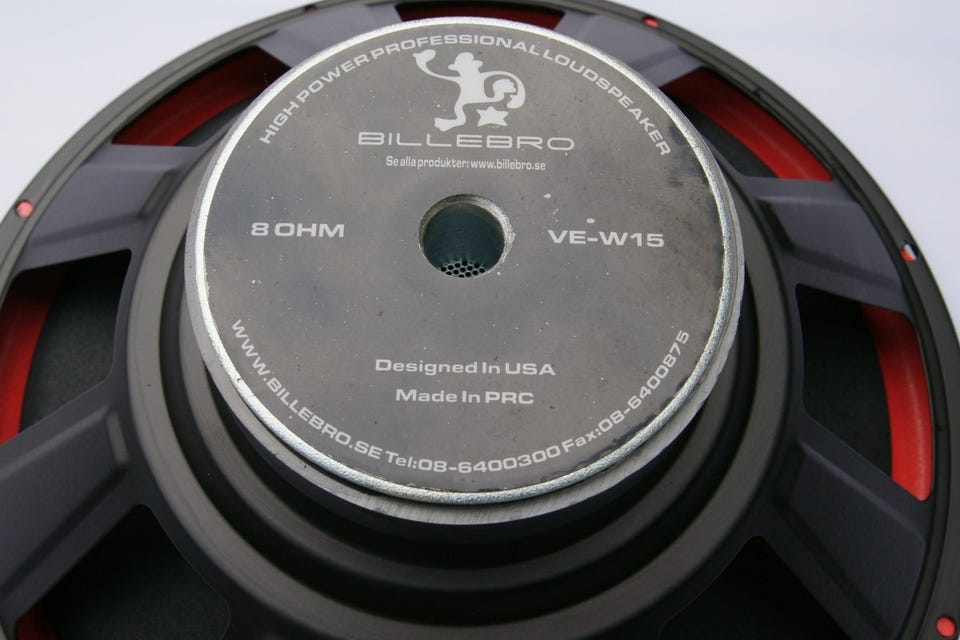 HIGH POWER PROFESSIONAL LOUDSPEAKER
BILLEBRO
Se alla produkter: www.billebro.se
8 OHM
VE-W15
Designed In USA
Made In PRC
WWW.BILLEBRO.SE Tel:08-6400300 Fax:08-6400875